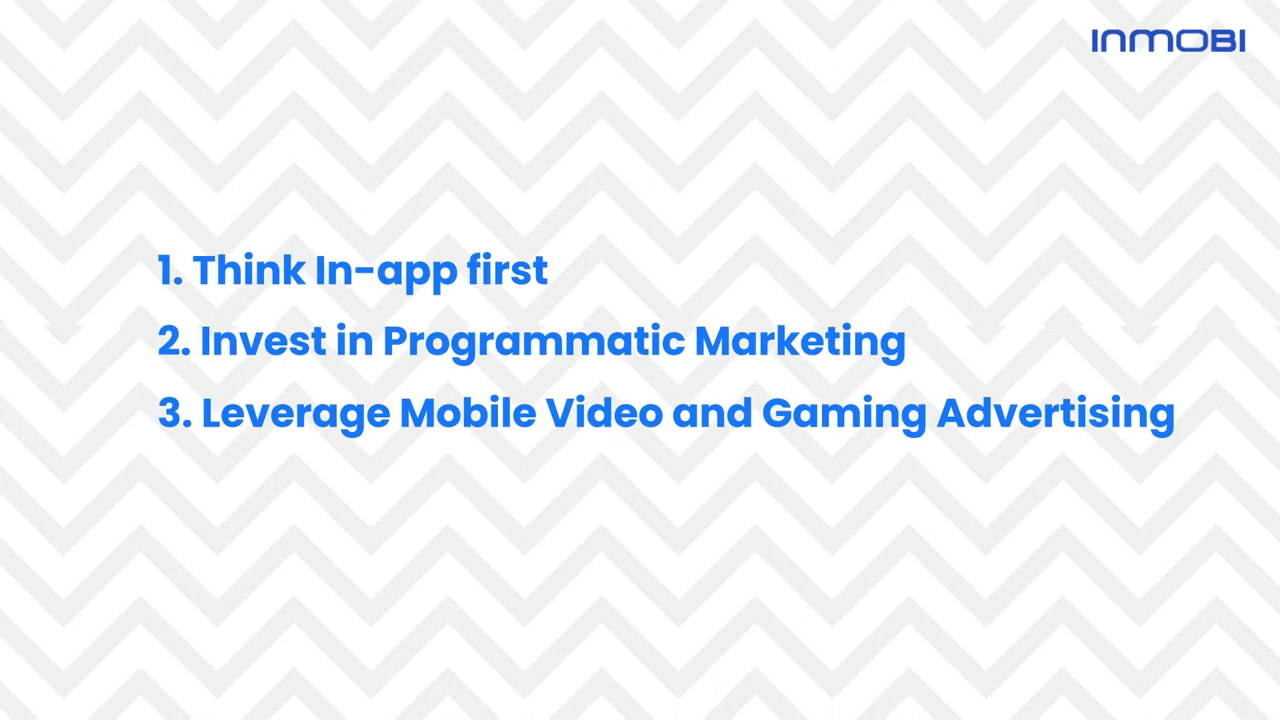 INMOBI
1. Think In-app first
2. Invest in Programmatic Marketing
3. Leverage Mobile Video and Gaming Advertising